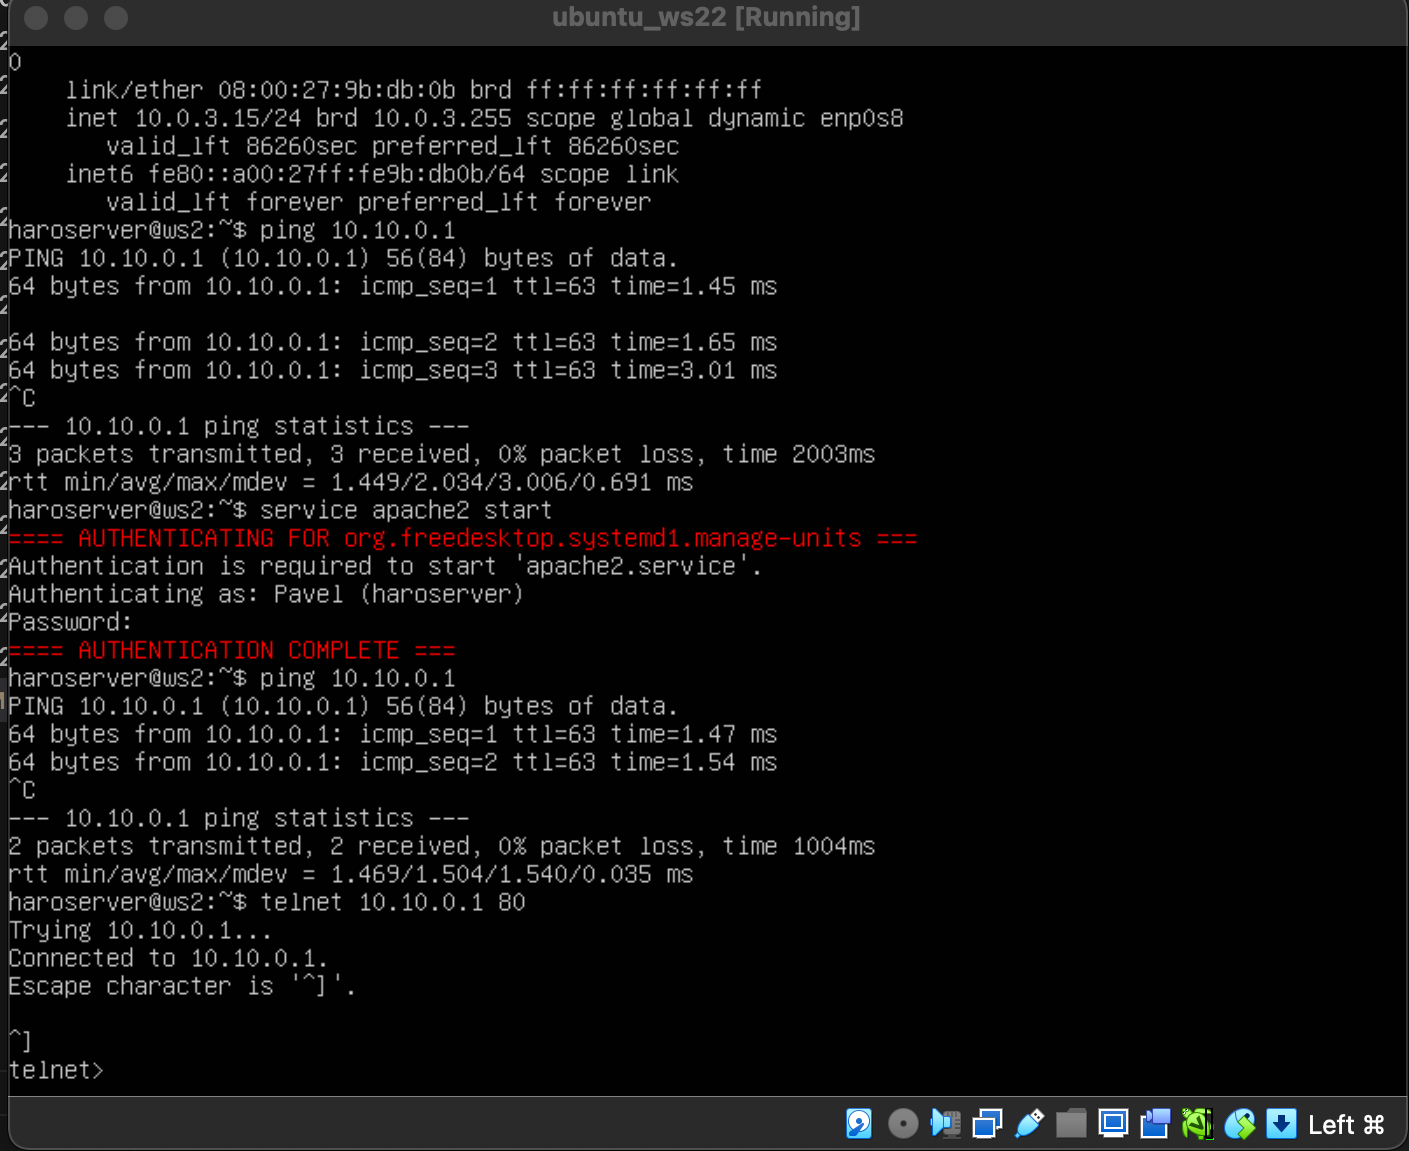 ubuntu_ws22 [Running]
0
link/ether 08:00:27:9b:db:0b brd ff:ff:ff:ff:ff:ff
inet 10.0.3.15/24 brd 10.0.3.255 scope global dynamic enp0s8
valid_lft 86260sec preferred_lft 86260sec
inet6 fe80::a00:27ff:fe9b:db0b/64 scope link
valid_lft forever preferred_lft forever
haroserver@ws2:~$ ping 10.10.0.1
PING 10.10.0.1 (10.10.0.1) 56(84) bytes of data.
64 bytes from 10.10.0.1: icmp_seq=1 ttl=63 time=1.45 ms
64 bytes from 10.10.0.1: icmp_seq=2 ttl=63 time=1.65 ms
64 bytes from 10.10.0.1: icmp_seq=3 ttl=63 time=3.01 ms
^C
--- 10.10.0.1 ping statistics ---
3 packets transmitted, 3 received, 0% packet loss, time 2003ms
rtt min/avg/max/mdev = 1.449/2.034/3.006/0.691 ms
haroserver@ws2:~$ service apache2 start
==== AUTHENTICATING FOR org.freedesktop.systemd1.manage-units ===
Authentication is required to start 'apache2.service'.
Authenticating as: Pavel (haroserver)
Password:
==== AUTHENTICATION COMPLETE ===
haroserver@ws2:~$ ping 10.10.0.1
PING 10.10.0.1 (10.10.0.1) 56(84) bytes of data.
64 bytes from 10.10.0.1: icmp_seq=1 ttl=63 time=1.47 ms
64 bytes from 10.10.0.1: icmp_seq=2 ttl=63 time=1.54 ms
^C
--- 10.10.0.1 ping statistics ---
2 packets transmitted, 2 received, 0% packet loss, time 1004ms
rtt min/avg/max/mdev = 1.469/1.504/1.540/0.035 ms
haroserver@ws2:~$ telnet 10.10.0.1 80
Trying 10.10.0.1...
Connected to 10.10.0.1.
Escape character is '^]'.
^]
telnet>
Left ⌘